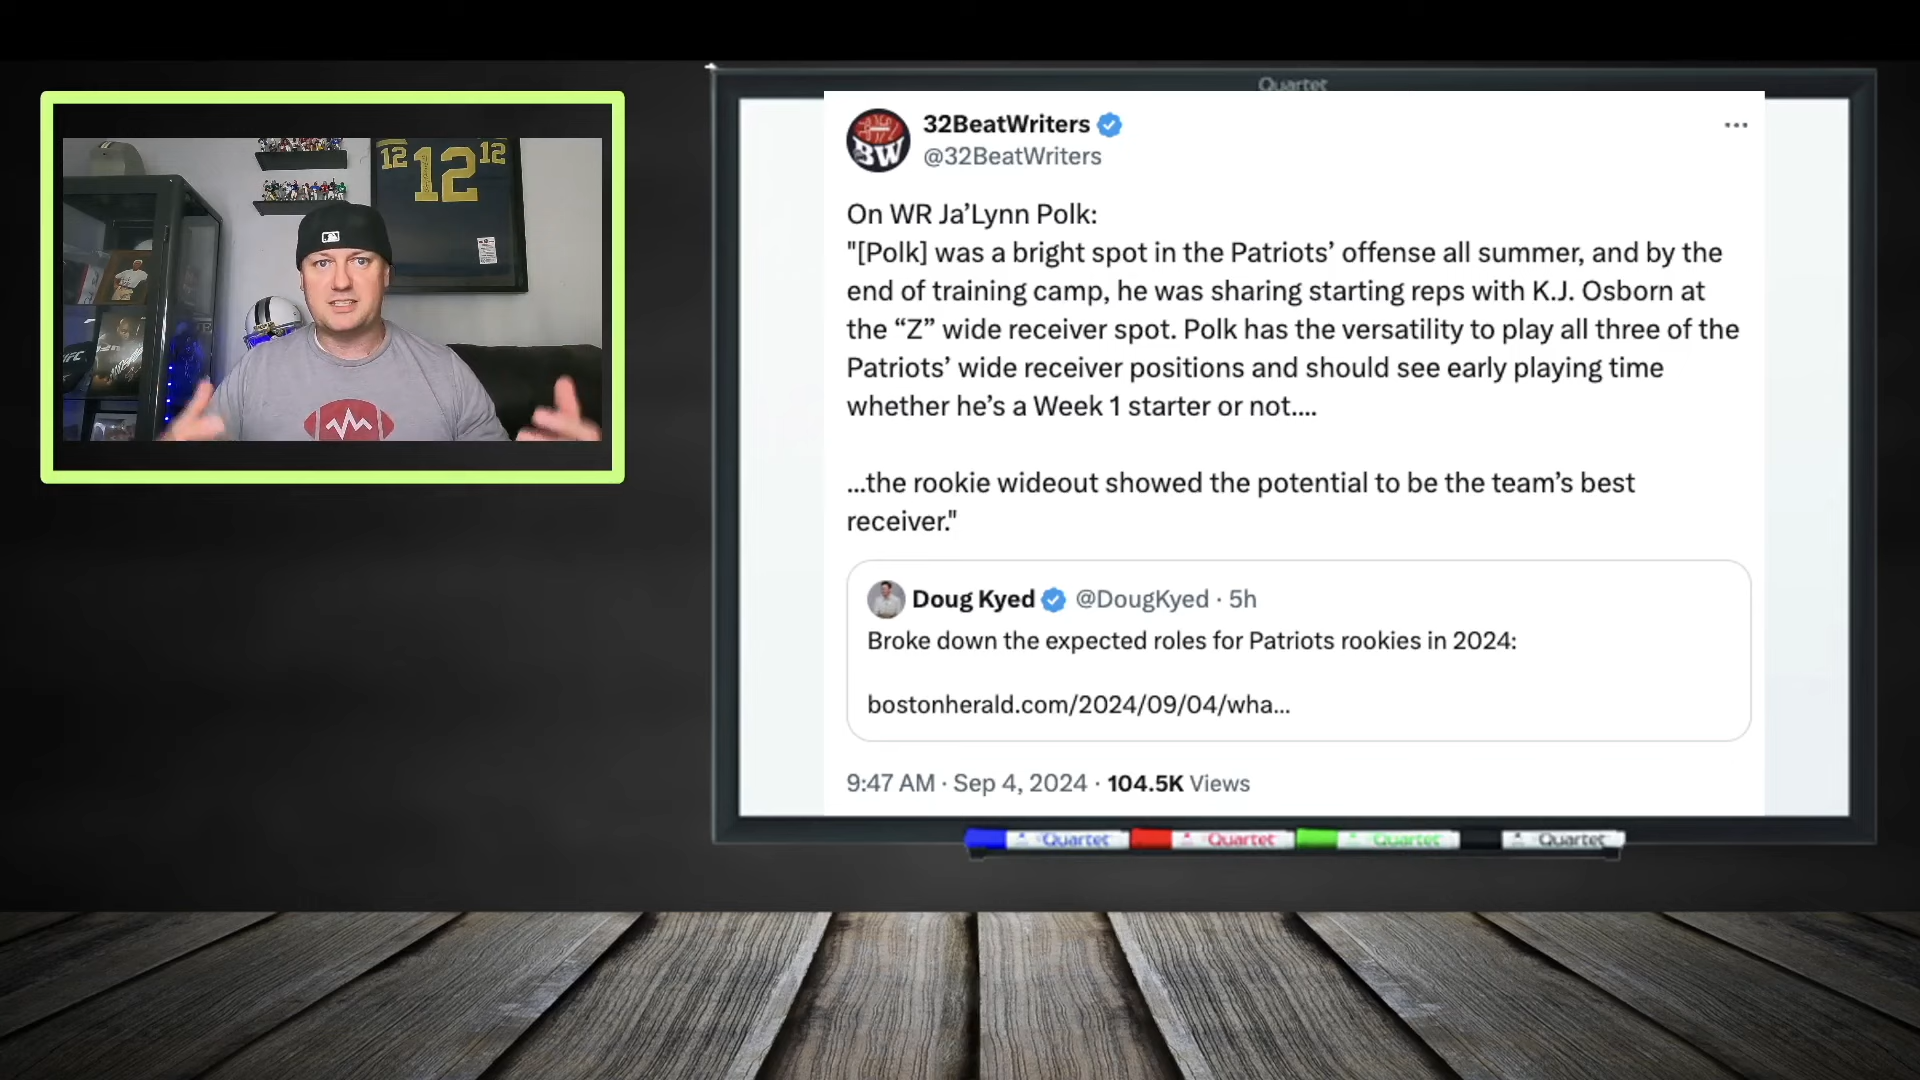 12 12 12
UFC
Quartet
BW
32BeatWriters
@32BeatWriters
On WR Ja’Lynn Polk:
"[Polk] was a bright spot in the Patriots’ offense all summer, and by the
end of training camp, he was sharing starting reps with K.J. Osborn at
the “Z” wide receiver spot. Polk has the versatility to play all three of the
Patriots’ wide receiver positions and should see early playing time
whether he’s a Week 1 starter or not....
...the rookie wideout showed the potential to be the team’s best
receiver."
Doug Kyed @DougKyed · 5h
Broke down the expected roles for Patriots rookies in 2024:
bostonherald.com/2024/09/04/wha...
9:47 AM · Sep 4, 2024 · 104.5K Views
Quartet Quartet Quartet Quartet